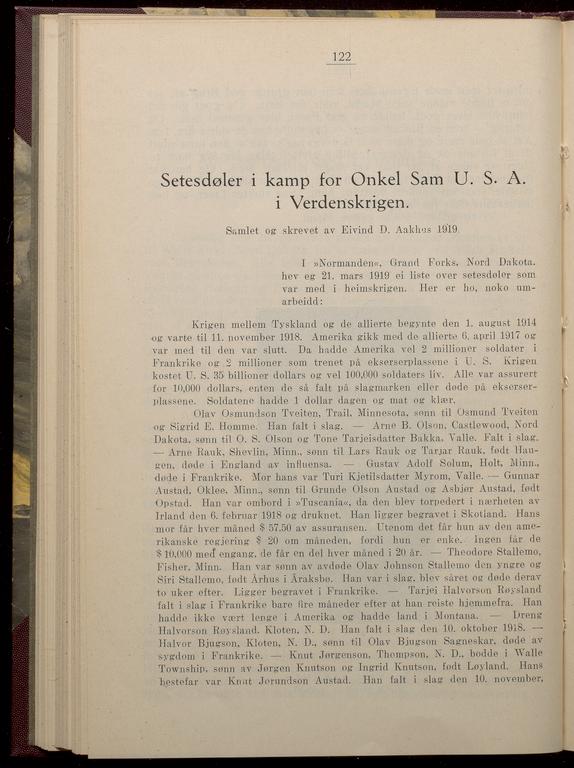 122
Setesdøler i kamp for Onkel Sam U. S. A.
i Verdenskrigen.
Samlet og skrevet av Eivind D. Aakhus 1919.
I »Normanden«, Grand Forks, Nord Dakota,
hev eg 21. mars 1919 ei liste over setesdøler som
var med i heimskrigen. Her er ho, noko um-
arbeidd:
Krigen mellem Tyskland og de allierte begynte den 1. august 1914
og varte til 11. november 1918. Amerika gikk med de allierte 6. april 1917 og
var med til den var slutt. Da hadde Amerika vel 2 millioner soldater i
Frankrike og 2 millioner som trenet på ekserserplassene i U. S. Krigen
kostet U. S. 35 billioner dollars og vel 100,000 soldaters liv. Alle var assurert
for 10,000 dollars, enten de så falt på slagmarken eller døde på ekserser-
plassene. Soldatene hadde 1 dollar dagen og mat og klær.
Olav Osmundson Tveiten, Trail, Minnesota, sønn til Osmund Tveiten
og Sigrid E. Homme. Han falt i slag. — Arne B. Olson, Castlewood, Nord
Dakota, sønn til O. S. Olson og Tone Tarjeisdatter Bakka, Valle. Falt i slag.
— Arne Rauk, Shevlin, Minn., sønn til Lars Rauk og Tarjar Rauk, født Hau-
gen, døde i England av influensa. — Gustav Adolf Solum, Holt, Minn.,
døde i Frankrike. Mor hans var Turi Kjetilsdatter Myrom, Valle. — Gunnar
Austad, Oklee, Minn., sønn til Grunde Olson Austad og Asbjør Austad, født
Opstad. Han var ombord i »Tuscania«, da den blev torpedert i nærheten av
Irland den 6. februar 1918 og druknet. Han ligger begravet i Skotland. Hans
mor får hver måned $ 57.50 av assuransen. Utenom det får hun av den ame-
rikanske regjering $ 20 om måneden, fordi hun er enke. Ingen får de
$ 10,000 med engang, de får en del hver måned i 20 år. — Theodore Stallemo,
Fisher, Minn. Han var sønn av avdøde Olav Johnson Stallemo den yngre og
Siri Stallemo, født Århus i Åraksbø. Han var i slag, blev såret og døde derav
to uker efter. Ligger begravet i Frankrike. — Tarjei Halvorson Røysland
falt i slag i Frankrike bare fire måneder efter at han reiste hjemmefra. Han
hadde ikke vært lenge i Amerika og hadde land i Montana. — Dreng
Halvorson Røysland, Kloten, N. D. Han falt i slag den 10. oktober 1918. —
Halvor Bjugson, Kloten, N. D., sønn til Olav Bjugson Sagneskar, døde av
sygdom i Frankrike. — Knut Jørgenson, Thompson, N. D., bodde i Walle
Township, sønn av Jørgen Knutson og Ingrid Knutson, født Løyland. Hans
bestefar var Knut Jorundson Austad. Han falt i slag den 10. november,